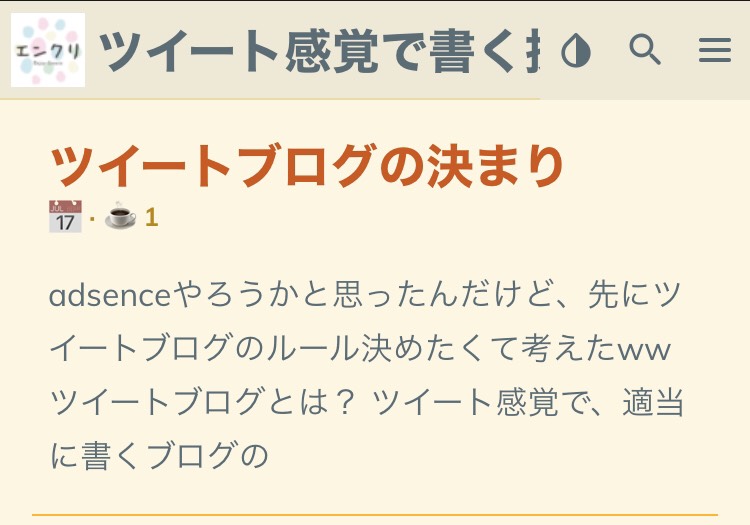 エンクリ
ツイート感覚で書く
ツイートブログの決まり
JUL 17 · 1
adsenceやろうかと思ったんだけど、先にツ
イートブログのルール決めたくて考えたww
ツイートブログとは？ ツイート感覚で、適当
に書くブログの